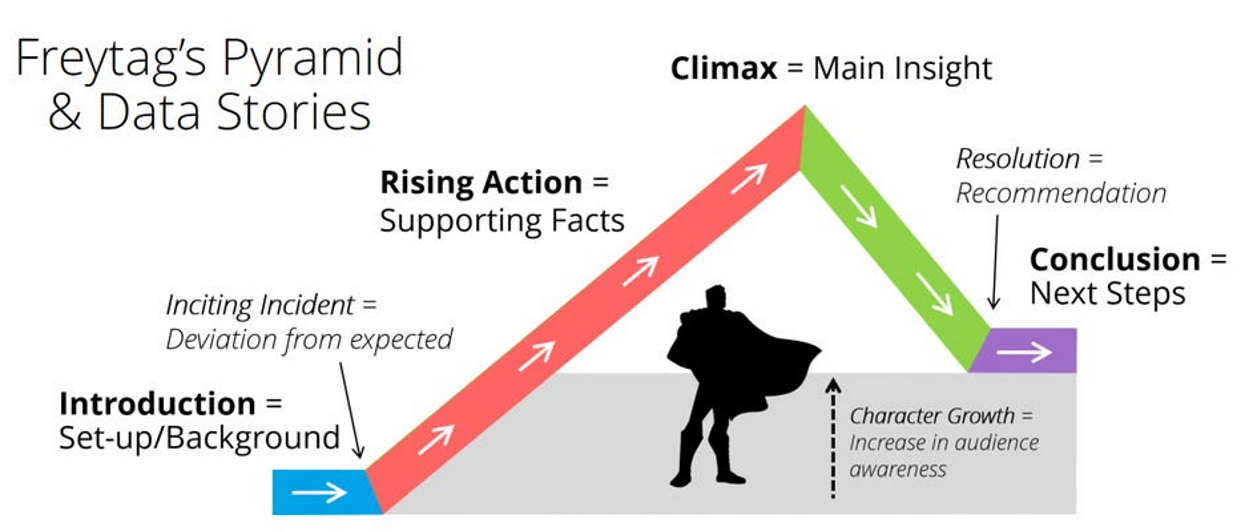 Freytag's Pyramid
& Data Stories
Climax = Main Insight
Rising Action =
Supporting Facts
Resolution =
Recommendation
Conclusion =
Next Steps
Inciting Incident =
Deviation from expected
Introduction =
Set-up/Background
Character Growth =
Increase in audience
awareness